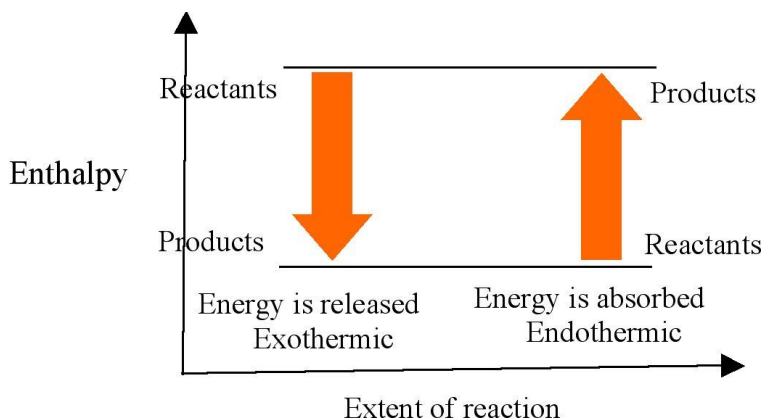 Reactants
Products
Enthalpy
Products
Reactants
Energy is released
Exothermic
Energy is absorbed
Endothermic
Extent of reaction